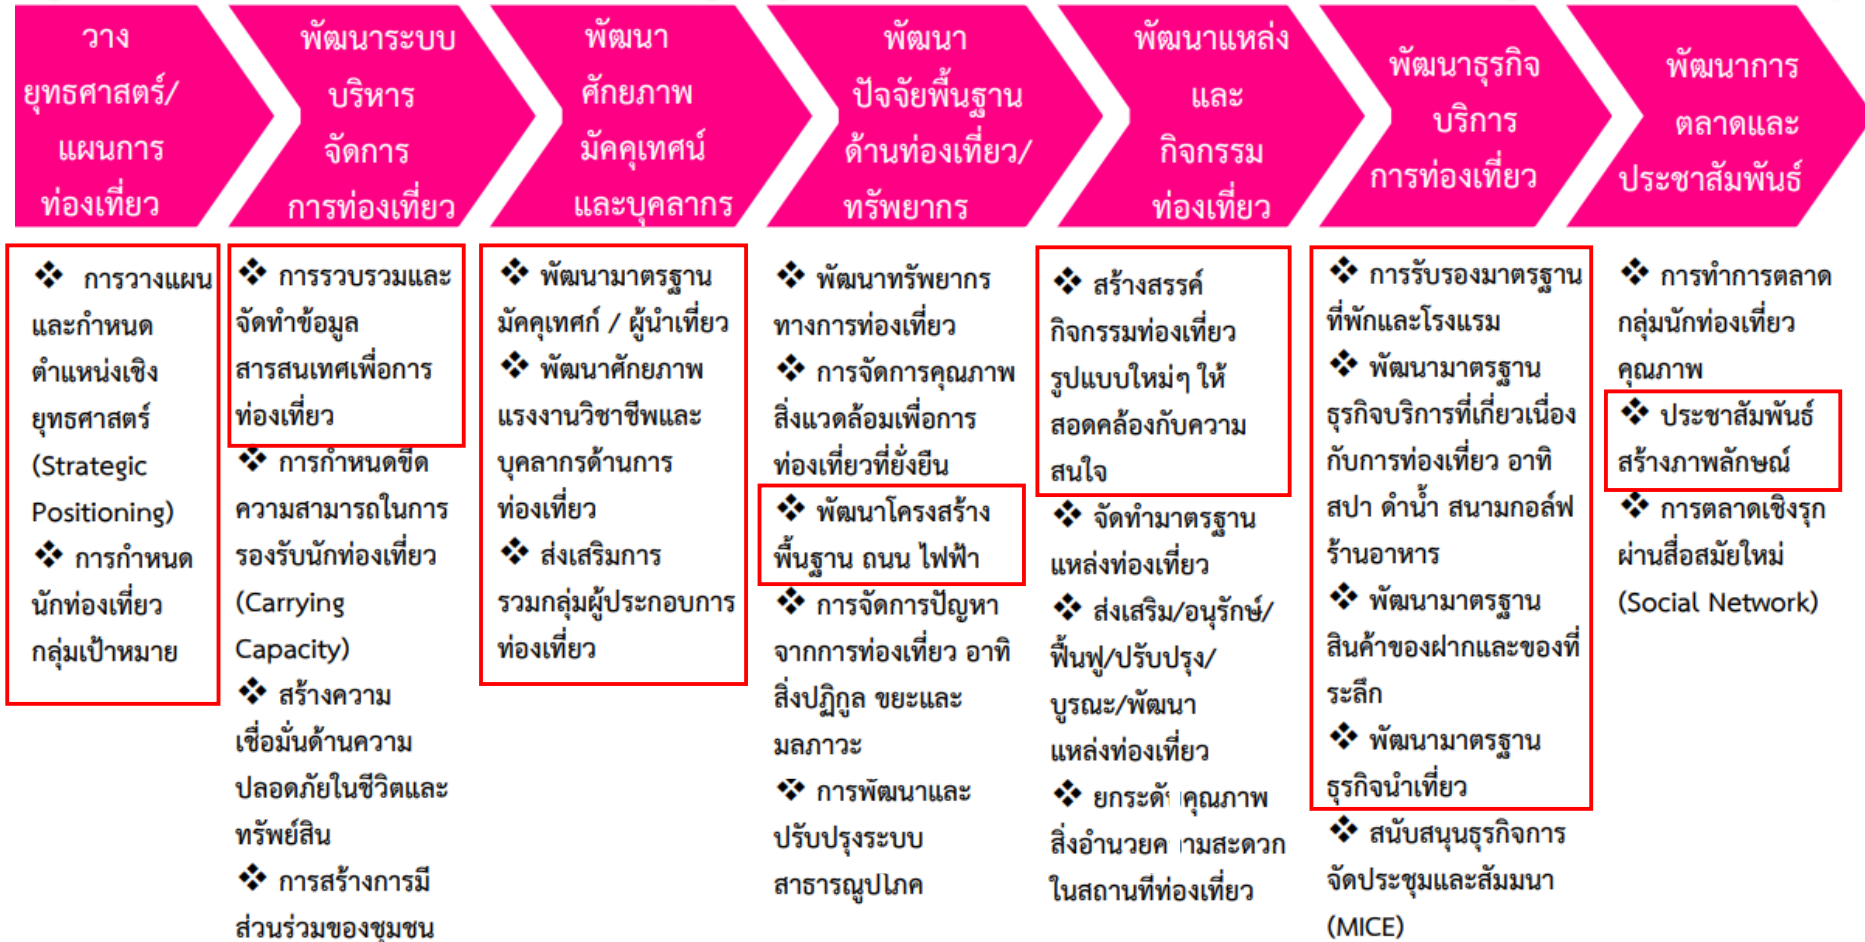 วาง
ยุทธศาสตร์/
แผนการ
ท่องเที่ยว
พัฒนาระบบ
บริหาร
จัดการ
การท่องเที่ยว
พัฒนา
ศักยภาพ
มัคคุเทศน์
และบุคลากร
พัฒนา
ปัจจัยพื้นฐาน
ด้านท่องเที่ยว/
ทรัพยากร
พัฒนาแหล่ง
และ
กิจกรรม
ท่องเที่ยว
พัฒนาธุรกิจ
บริการ
การท่องเที่ยว
พัฒนาการ
ตลาดและ
ประชาสัมพันธ์
❖ การวางแผน
และกำหนด
ตำแหน่งเชิง
ยุทธศาสตร์
(Strategic
Positioning)
❖ การกำหนด
นักท่องเที่ยว
กลุ่มเป้าหมาย
❖ การรวบรวมและ
จัดทำข้อมูล
สารสนเทศเพื่อการ
ท่องเที่ยว
❖ การกำหนดขีด
ความสามารถในการ
รองรับนักท่องเที่ยว
(Carrying
Capacity)
❖ สร้างความ
เชื่อมั่นด้านความ
ปลอดภัยในชีวิตและ
ทรัพย์สิน
❖ การสร้างการมี
ส่วนร่วมของชุมชน
❖ พัฒนามาตรฐาน
มัคคุเทศก์ / ผู้นำเที่ยว
❖ พัฒนาศักยภาพ
แรงงานวิชาชีพและ
บุคลากรด้านการ
ท่องเที่ยว
❖ ส่งเสริมการ
รวมกลุ่มผู้ประกอบการ
ท่องเที่ยว
❖ พัฒนาทรัพยากร
ทางการท่องเที่ยว
❖ การจัดการคุณภาพ
สิ่งแวดล้อมเพื่อการ
ท่องเที่ยวที่ยั่งยืน
❖ พัฒนาโครงสร้าง
พื้นฐาน ถนน ไฟฟ้า
❖ การจัดการปัญหา
จากการท่องเที่ยว อาทิ
สิ่งปฏิกูล ขยะและ
มลภาวะ
❖ การพัฒนาและ
ปรับปรุงระบบ
สาธารณูปโภค
❖ สร้างสรรค์
กิจกรรมท่องเที่ยว
รูปแบบใหม่ๆ ให้
สอดคล้องกับความ
สนใจ
❖ จัดทำมาตรฐาน
แหล่งท่องเที่ยว
❖ ส่งเสริม/อนุรักษ์/
ฟื้นฟู/ปรับปรุง/
บูรณะ/พัฒนา
แหล่งท่องเที่ยว
❖ ยกระดับคุณภาพ
สิ่งอำนวยความสะดวก
ในสถานที่ท่องเที่ยว
❖ การรับรองมาตรฐาน
ที่พักและโรงแรม
❖ พัฒนามาตรฐาน
ธุรกิจบริการที่เกี่ยวเนื่อง
กับการท่องเที่ยว อาทิ
สปา ดำน้ำ สนามกอล์ฟ
ร้านอาหาร
❖ พัฒนามาตรฐาน
สินค้าของฝากและของที่
ระลึก
❖ พัฒนามาตรฐาน
ธุรกิจนำเที่ยว
❖ สนับสนุนธุรกิจการ
จัดประชุมและสัมมนา
(MICE)
❖ การทำการตลาด
กลุ่มนักท่องเที่ยว
คุณภาพ
❖ ประชาสัมพันธ์
สร้างภาพลักษณ์
❖ การตลาดเชิงรุก
ผ่านสื่อสมัยใหม่
(Social Network)